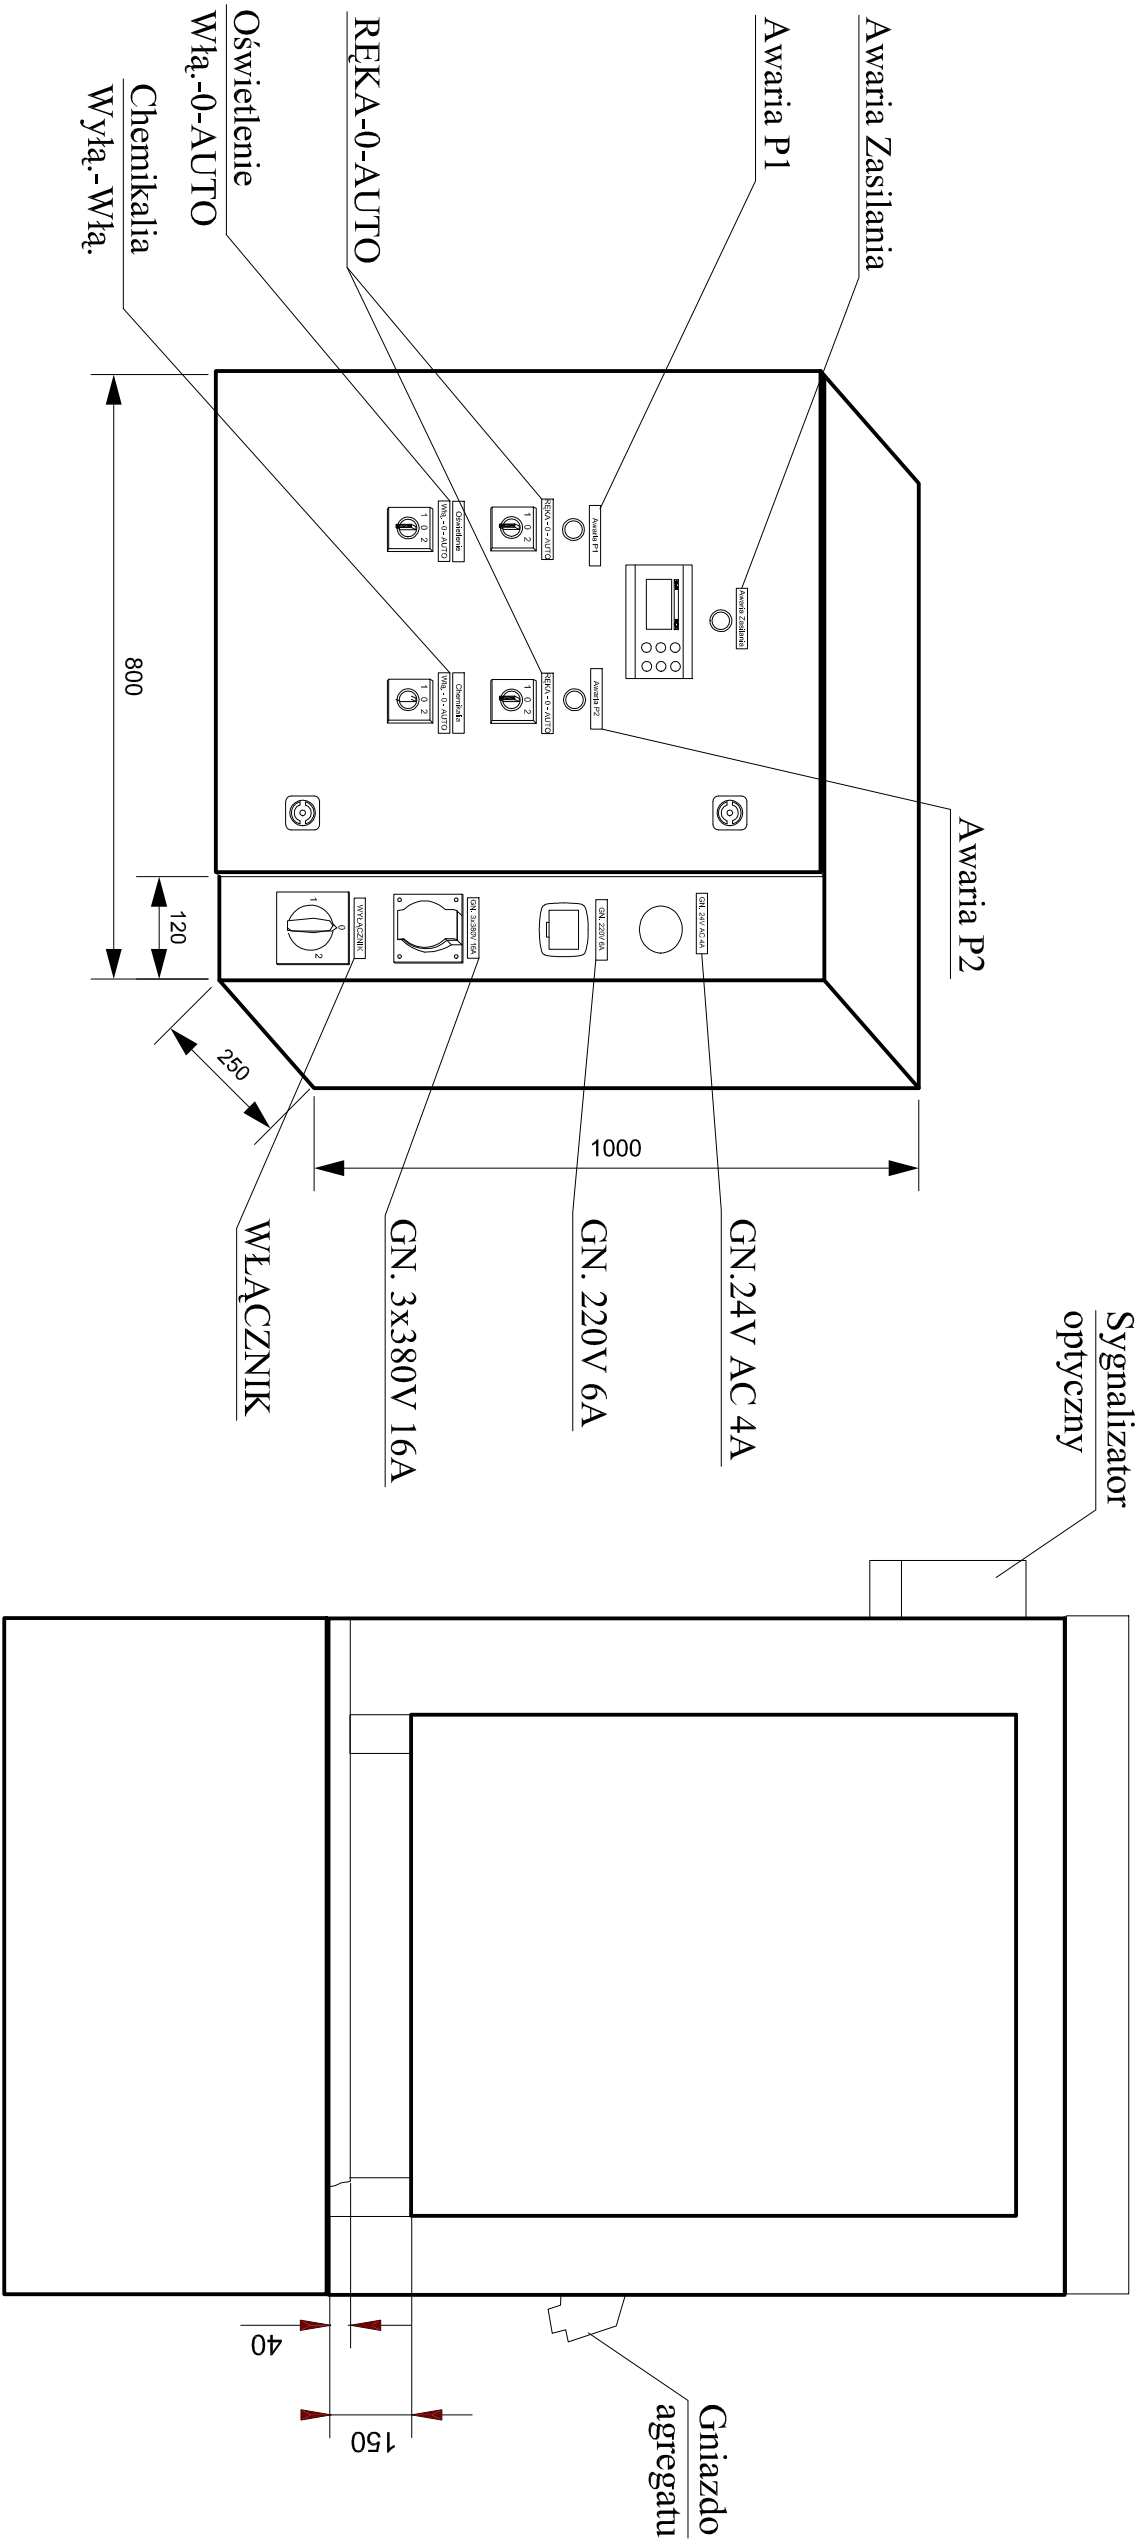 Awaria Zasilania
Awaria P1
RĘKA-0-AUTO
Oświetlenie
Włą.-0-AUTO
Chemikalia
Wyłą.-Włą.
Awaria P2
Awaria Zasilania
Awaria P1
Awarja P2
RĘKA - 0 - AUTO
1 0 2
RĘKA - 0 - AUTO
1 0 2
Oświetlenie
Włą. - 0 - AUTO
1 0 2
Chemikalia
Włą. - 0 - AUTO
1 0 2
GN. 24V AC 4A
GN. 220V 6A
GN. 3x380V 16A
WYŁĄCZNIK
1 0 2
800
120
250
1000
GN.24V AC 4A
GN. 220V 6A
GN. 3x380V 16A
WŁĄCZNIK
Sygnalizator
optyczny
Gniazdo
agregatu
40
150